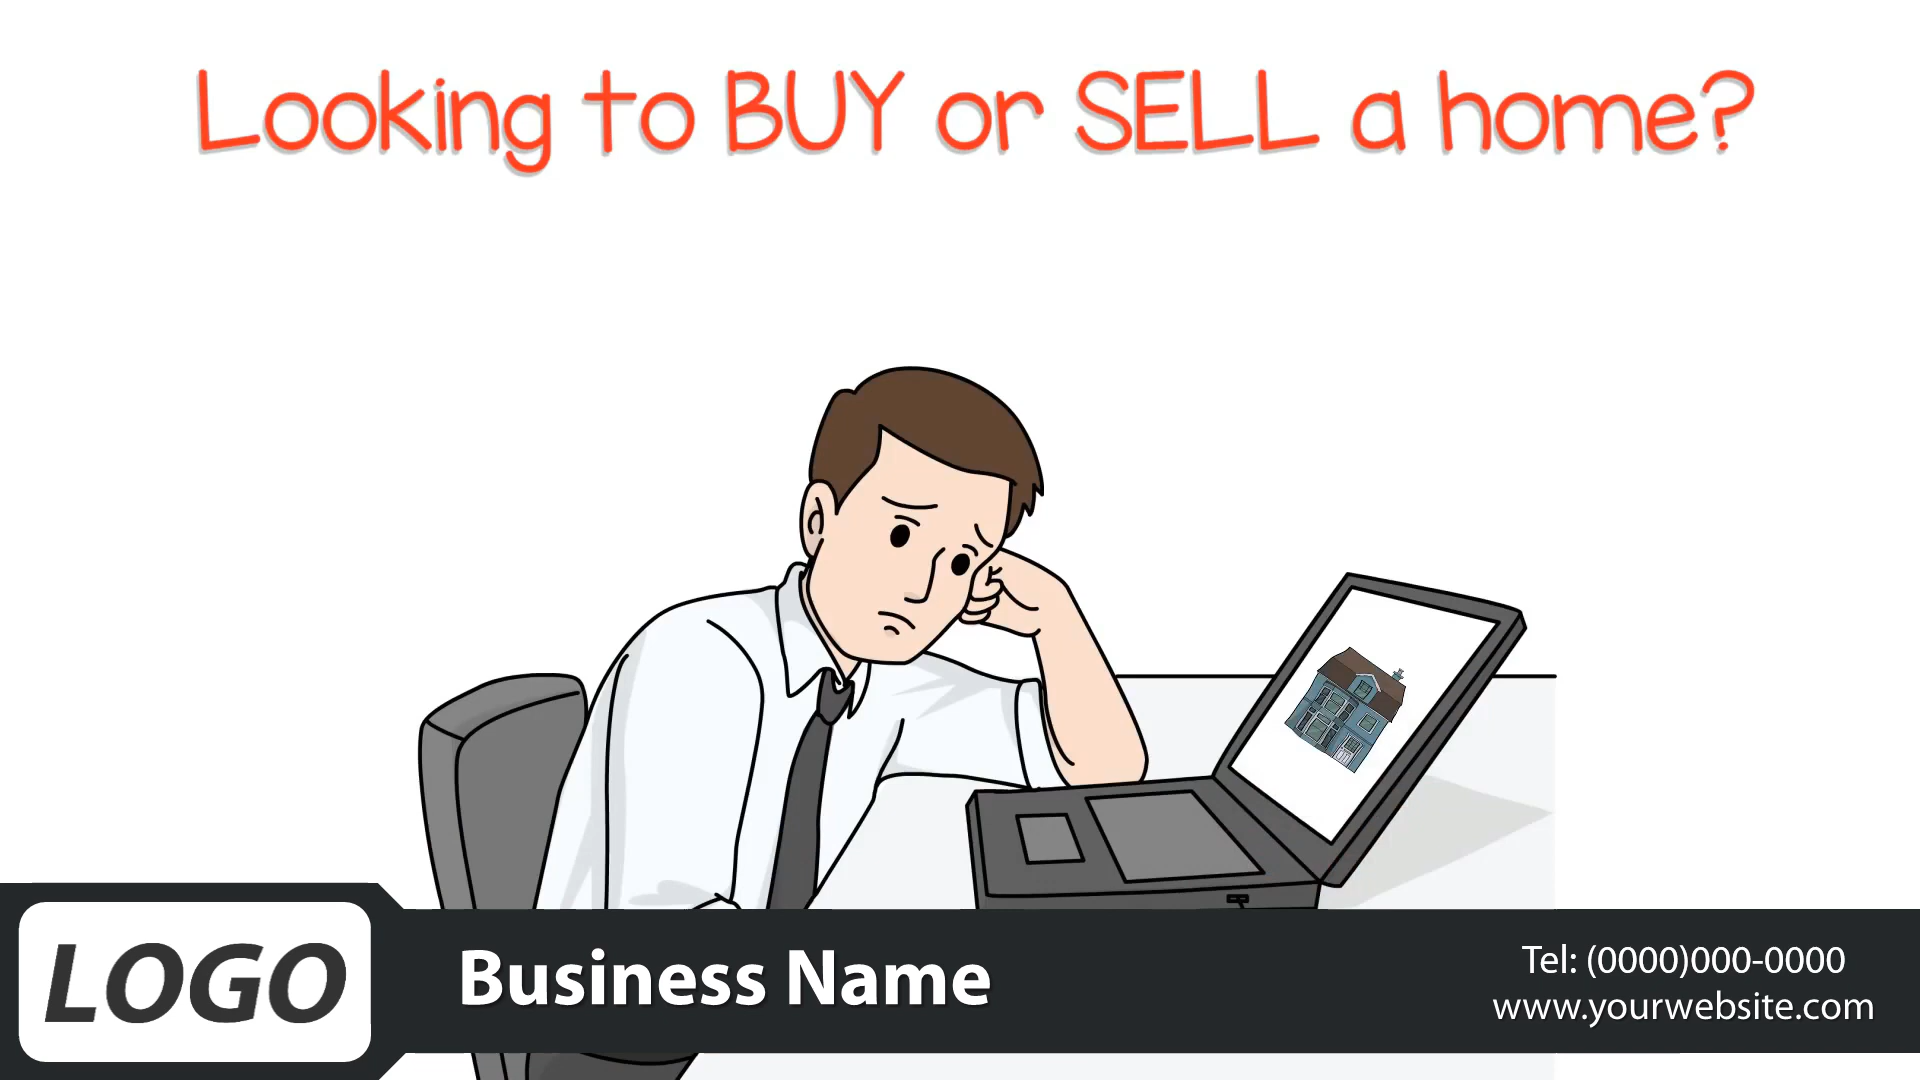 Looking to BUY or SELL a home?
LOGO
Business Name
Tel: (0000)000-0000
www.yourwebsite.com